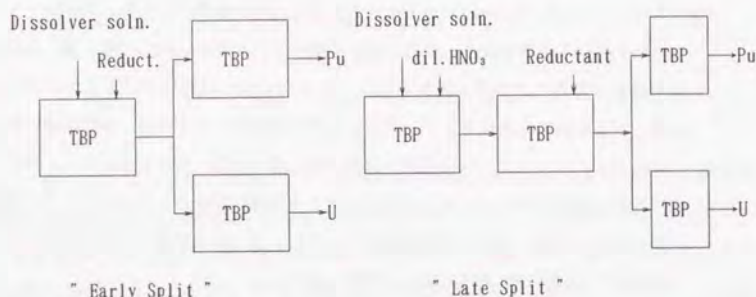 Dissolver soln.
Reduct.
TBP
TBP
Pu
TBP
U
" Early Split "
Dissolver soln.
dil.HNO₃
Reductant
TBP
TBP
TBP
Pu
TBP
U
" Late Split "